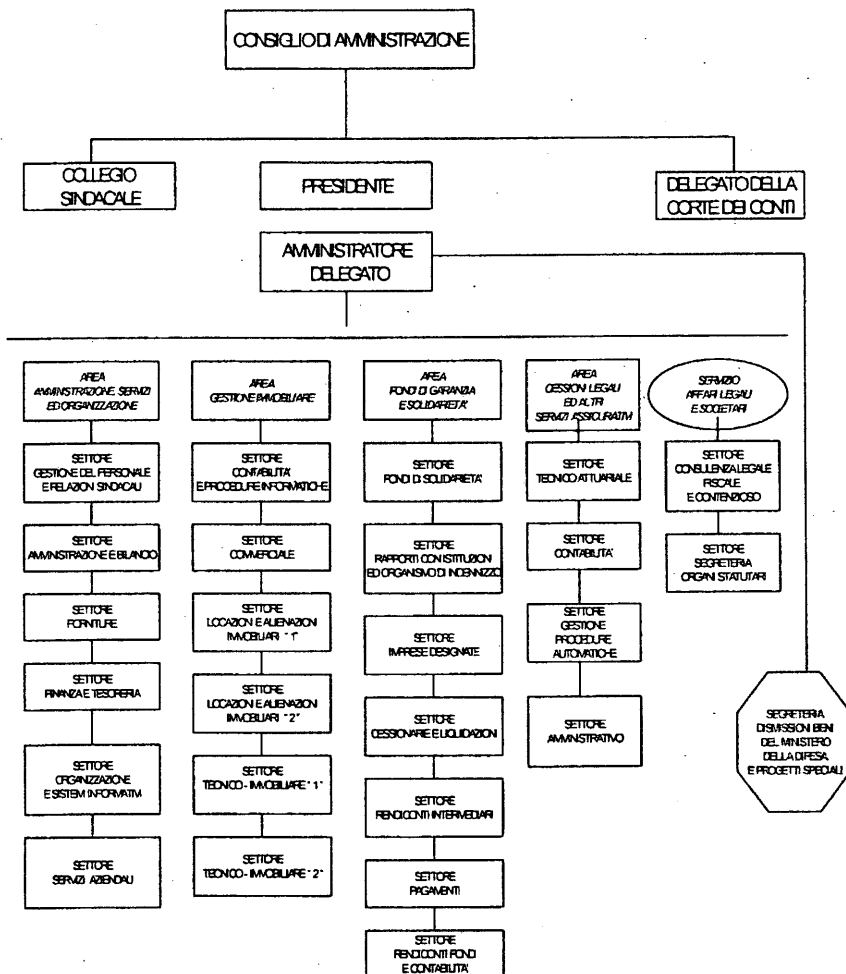 CONSIGLIO DI AMMINISTRAZIONE
COLLEGIO
SINDACALE
PRESIDENTE
DELEGATO DELLA
CORTE DEI CONTI
AMMINISTRATORE
DELEGATO
AREA
AMMINISTRAZIONE, SERVIZI
ED ORGANIZZAZIONE
SETTORE
GESTIONE DEL PERSONALE
E RELAZIONI SINDACALI
SETTORE
AMMINISTRAZIONE E BILANCIO
SETTORE
FORNITURE
SETTORE
FINANZA E TESORERIA
SETTORE
ORGANIZZAZIONE
E SISTEMI INFORMATIVI
SETTORE
SERVIZI AZIENDALI
AREA
GESTIONE IMMOBILIARE
SETTORE
CONTABILITA'
E PROCEDURE INFORMATICHE
SETTORE
COMMERCIALE
SETTORE
LOCAZIONI E ALIENAZIONI
IMMOBILIARI "1"
SETTORE
LOCAZIONI E ALIENAZIONI
IMMOBILIARI "2"
SETTORE
TECNICO - IMMOBILIARE "1"
SETTORE
TECNICO - IMMOBILIARE "2"
AREA
FONDI DI GARANZIA
E SOLIDARIETA'
SETTORE
FONDI DI SOLIDARIETA'
SETTORE
RAPPORTI CON ISTITUZIONI
ED ORGANISMO DI INDENNIZZO
SETTORE
IMPRESE DESIGNATE
SETTORE
CESSIONARIE E LIQUIDAZIONI
SETTORE
RENDICONTI INTERMEDIARI
SETTORE
PAGAMENTI
SETTORE
RENDICONTI FONDI
E CONTABILITA'
AREA
CESSIONI LEGALI
ED ALTRI
SERVIZI ASSICURATIVI
SETTORE
TECNICO ATTUARIALE
SETTORE
CONTABILITA'
SETTORE
GESTIONE
PROCEDURE
AUTOMATICHE
SETTORE
AMMINISTRATIVO
SERVIZIO
AFFARI LEGALI
E SOCIETARI
SETTORE
CONSULENZA LEGALE
FISCALE
E CONTENZIOSO
SETTORE
SEGRETERIA
ORGANI STATUTARI
SEGRETERIA
DISMISSIONI BENI
DEL MINISTERO
DELLA DIFESA
E PROGETTI SPECIALI